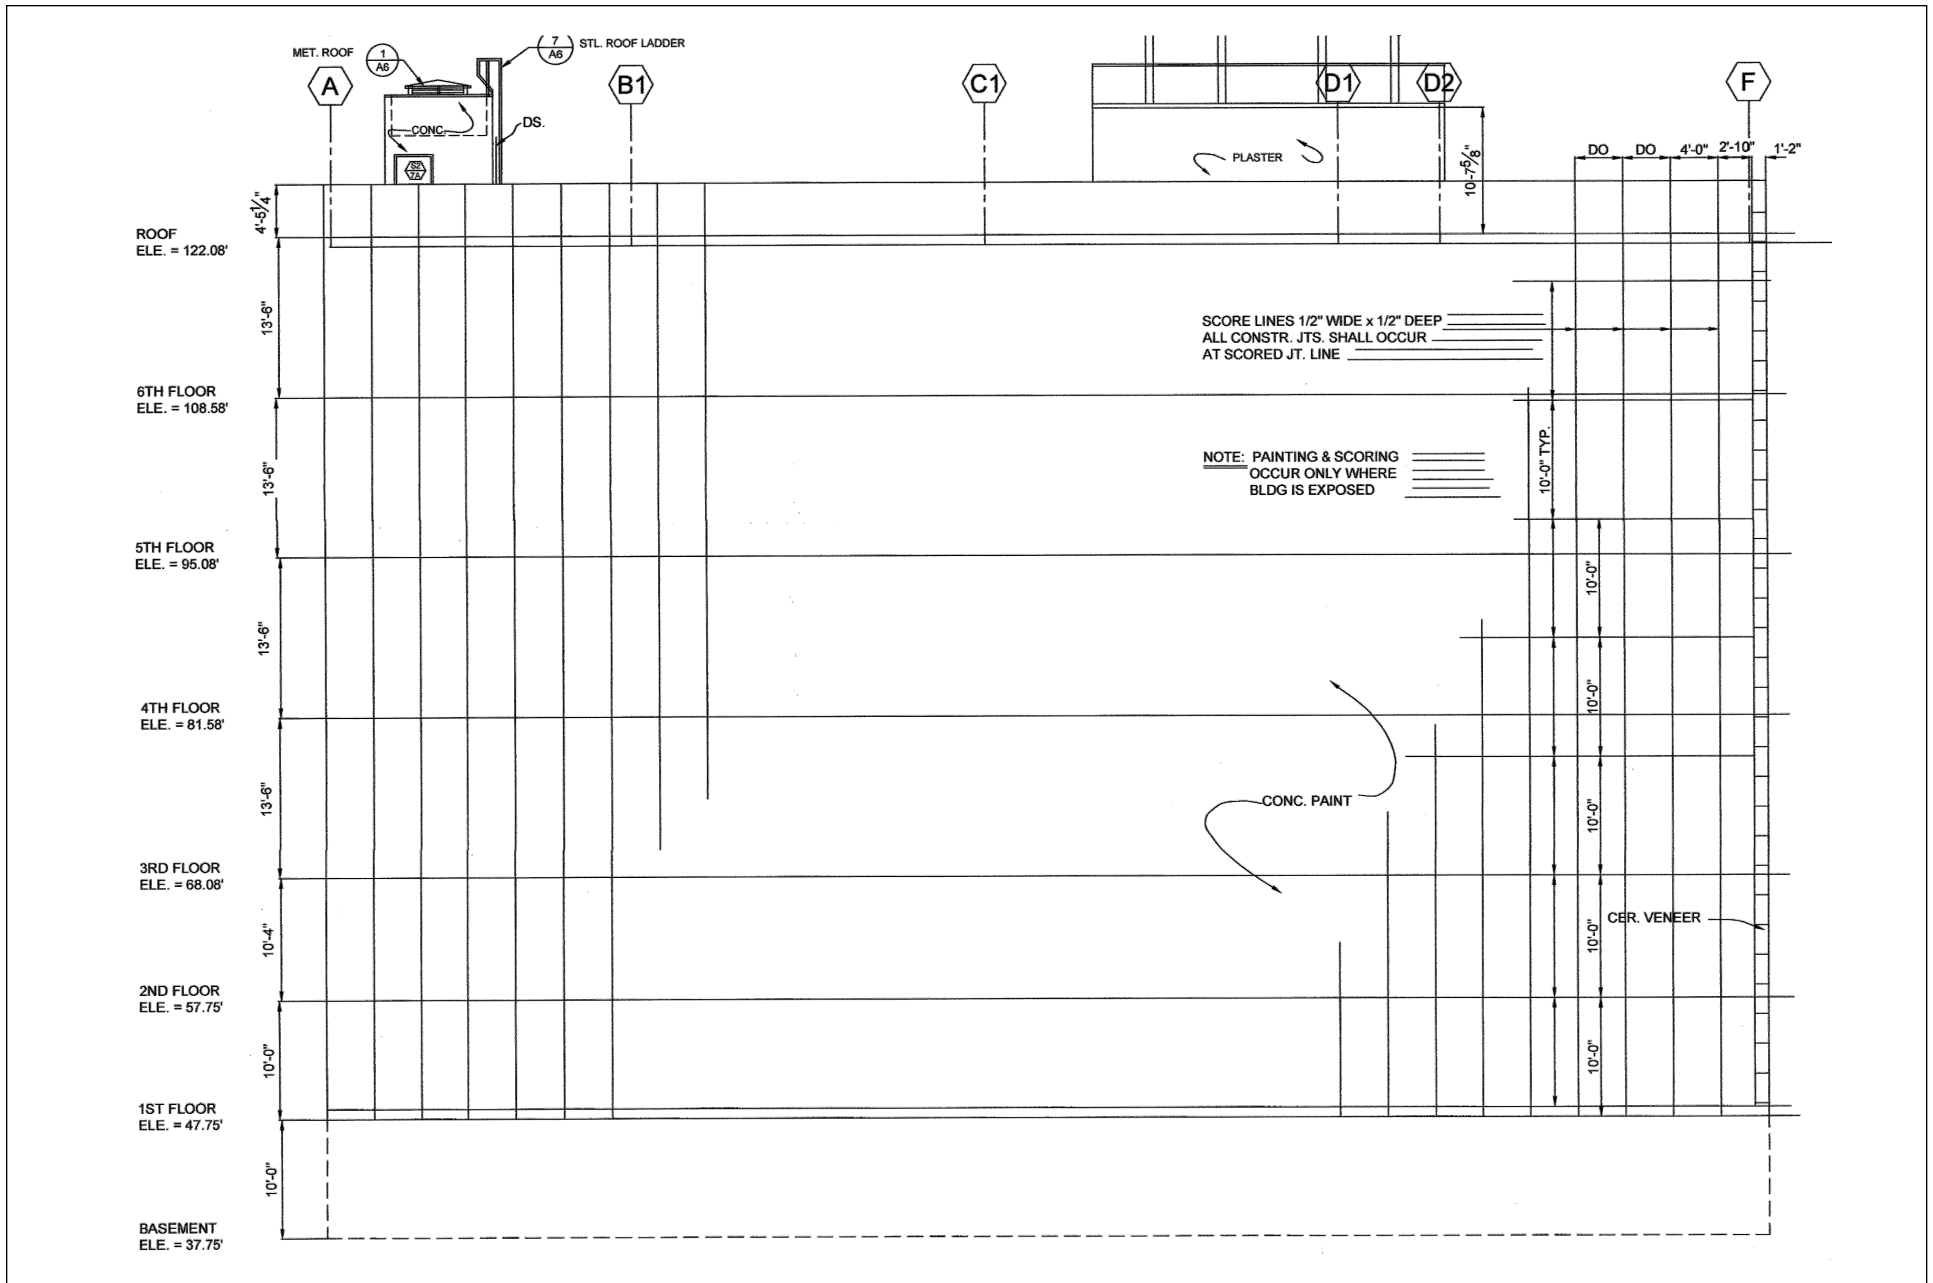 MET. ROOF
1
A6
7
A6
STL. ROOF LADDER
A
B1
C1
D1
D2
F
CONC.
DS.
S2
7A
PLASTER
10'-7 5/8"
DO
DO
4'-0"
2'-10"
1'-2"
4'-5 1/4"
ROOF
ELE. = 122.08'
13'-6"
SCORE LINES 1/2" WIDE x 1/2" DEEP
ALL CONSTR. JTS. SHALL OCCUR
AT SCORED JT. LINE
6TH FLOOR
ELE. = 108.58'
13'-6"
NOTE: PAINTING & SCORING
OCCUR ONLY WHERE
BLDG IS EXPOSED
10'-0" TYP.
5TH FLOOR
ELE. = 95.08'
10'-0"
13'-6"
10'-0"
4TH FLOOR
ELE. = 81.58'
13'-6"
CONC. PAINT
10'-0"
3RD FLOOR
ELE. = 68.08'
10'-4"
10'-0"
CER. VENEER
2ND FLOOR
ELE. = 57.75'
10'-0"
10'-0"
1ST FLOOR
ELE. = 47.75'
10'-0"
BASEMENT
ELE. = 37.75'